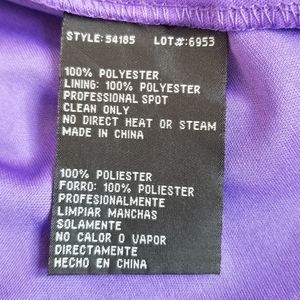 STYLE: 54185 LOT#: 6953
100% POLYESTER
LINING: 100% POLYESTER
PROFESSIONAL SPOT
CLEAN ONLY
NO DIRECT HEAT OR STEAM
MADE IN CHINA
100% POLIESTER
FORRO: 100% POLIESTER
PROFESIONALMENTE
LIMPIAR MANCHAS
SOLAMENTE
NO CALOR O VAPOR
DIRECTAMENTE
HECHO EN CHINA